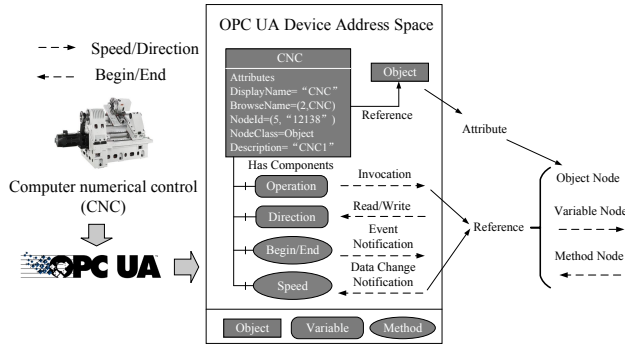 OPC UA Device Address Space
Speed/Direction
Begin/End
CNC
Attributes
DisplayName=“CNC”
BrowseName=(2,CNC)
NodeId=(5, “12138” )
NodeClass=Object
Description= “CNC1”
Object
Reference
Attribute
Computer numerical control
(CNC)
OPC UA
Has Components
Operation
Invocation
Direction
Read/Write
Begin/End
Event
Notification
Speed
Data Change
Notification
Reference
Object Node
Variable Node
Method Node
Object
Variable
Method